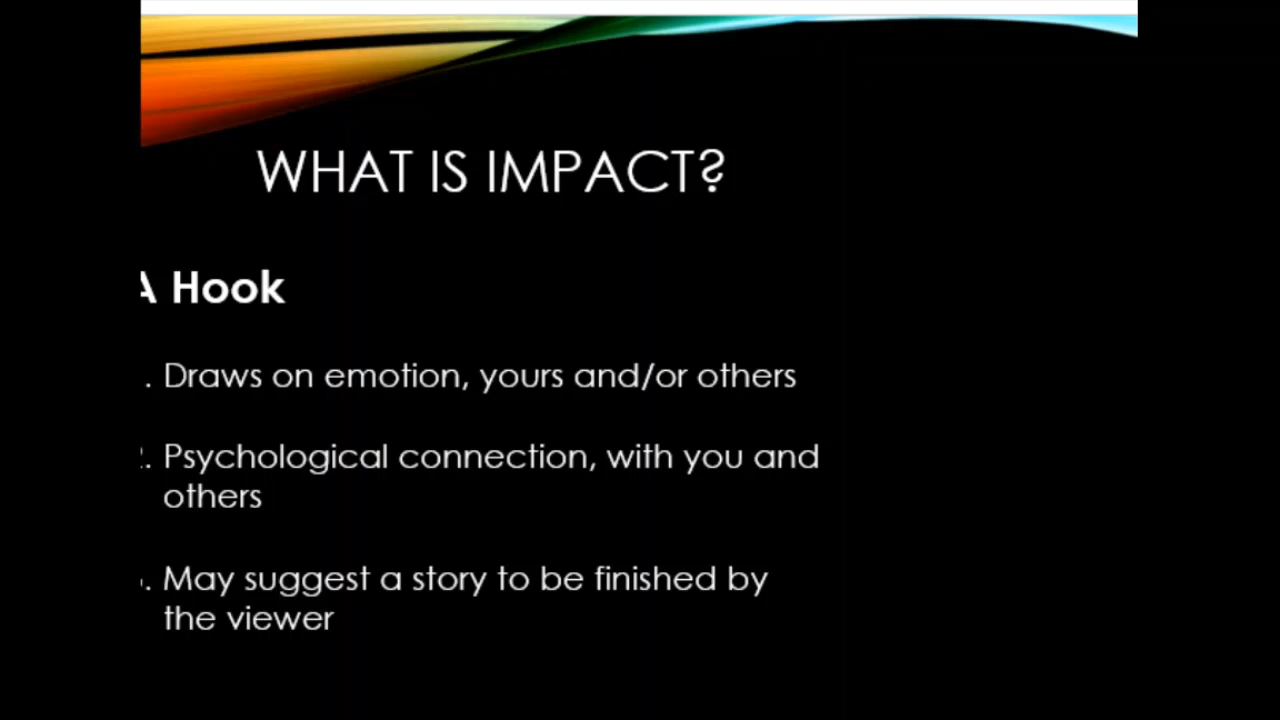 WHAT IS IMPACT?
A Hook
. Draws on emotion, yours and/or others
2. Psychological connection, with you and
others
. May suggest a story to be finished by
the viewer